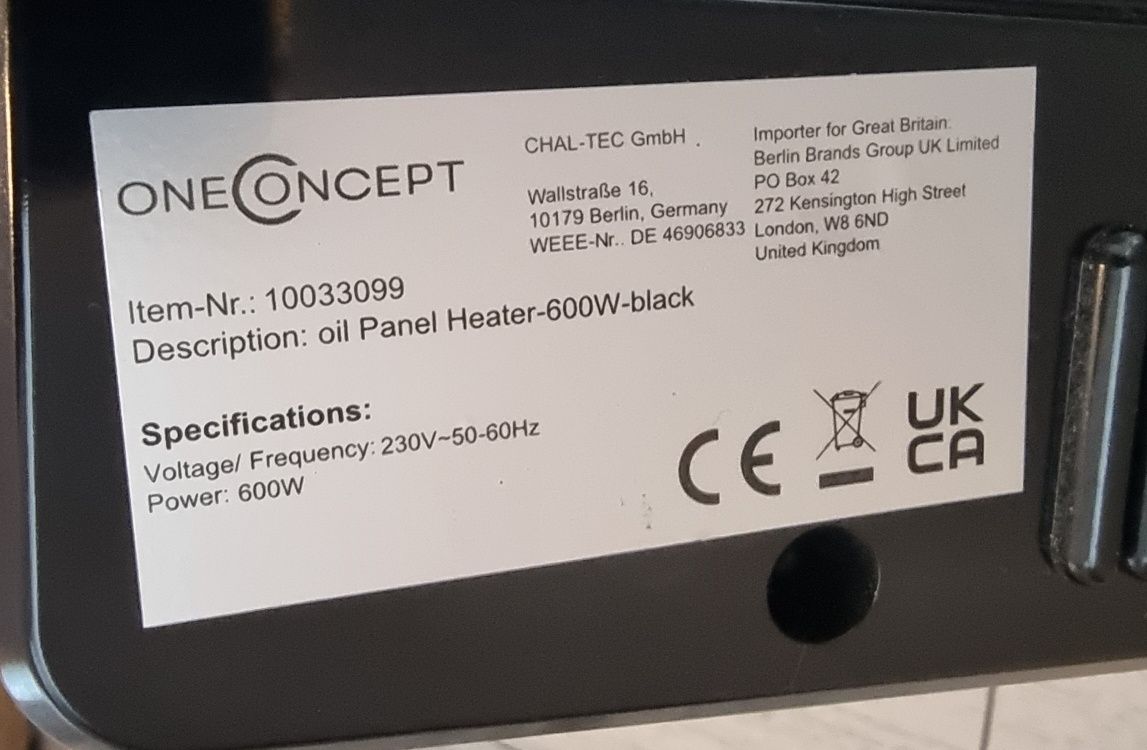 ONECONCEPT
CHAL-TEC GmbH .
Wallstraße 16,
10179 Berlin, Germany
WEEE-Nr.. DE 46906833
Importer for Great Britain:
Berlin Brands Group UK Limited
PO Box 42
272 Kensington High Street
London, W8 6ND
United Kingdom
Item-Nr.: 10033099
Description: oil Panel Heater-600W-black
Specifications:
Voltage/ Frequency: 230V~50-60Hz
Power: 600W
CE
UK
CA